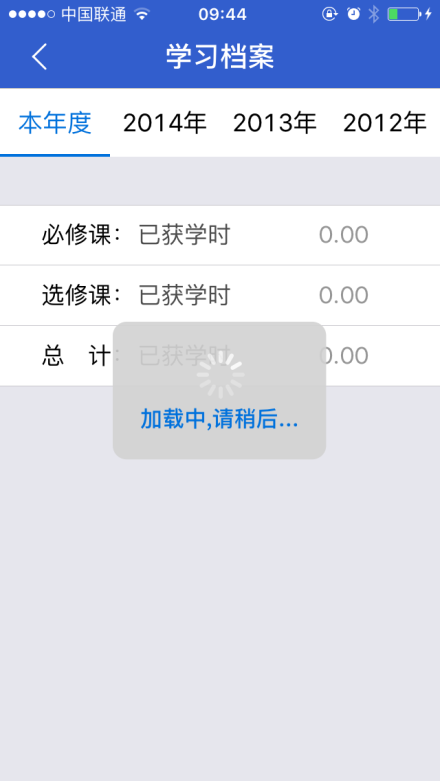 中国联通 09:44
学习档案
本年度 2014年 2013年 2012年
必修课： 已获学时 0.00
选修课： 已获学时 0.00
总 计： 已获学时 0.00
加载中,请稍后...